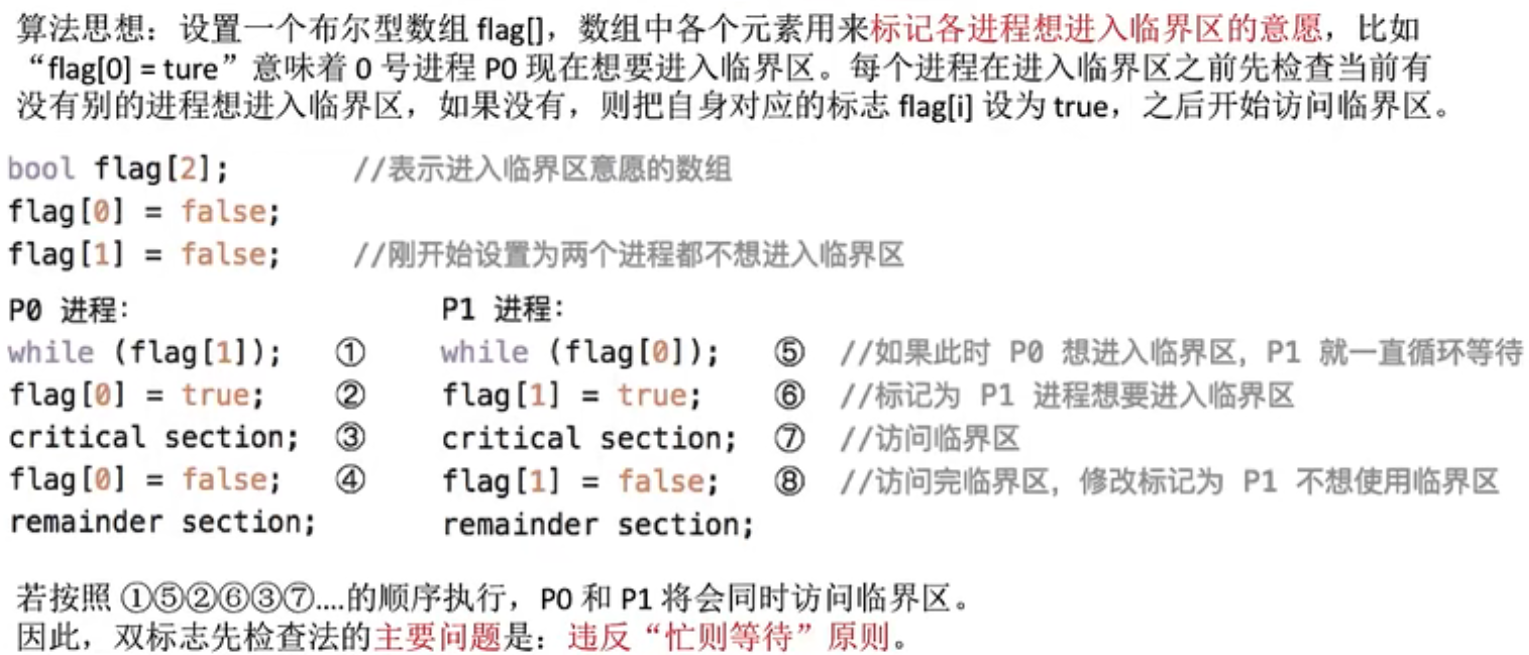 算法思想：设置一个布尔型数组 flag[]，数组中各个元素用来标记各进程想进入临界区的意愿，比如
“flag[0] = ture”意味着 0 号进程 P0 现在想要进入临界区。每个进程在进入临界区之前先检查当前有
没有别的进程想进入临界区，如果没有，则把自身对应的标志 flag[i] 设为 true，之后开始访问临界区。
bool flag[2]; //表示进入临界区意愿的数组
flag[0] = false;
flag[1] = false; //刚开始设置为两个进程都不想进入临界区
P0 进程: P1 进程:
while (flag[1]); ① while (flag[0]); ⑤ //如果此时 P0 想进入临界区，P1 就一直循环等待
flag[0] = true; ② flag[1] = true; ⑥ //标记为 P1 进程想要进入临界区
critical section; ③ critical section; ⑦ //访问临界区
flag[0] = false; ④ flag[1] = false; ⑧ //访问完临界区，修改标记为 P1 不想使用临界区
remainder section; remainder section;
若按照 ①⑤②⑥③⑦....的顺序执行，P0 和 P1 将会同时访问临界区。
因此，双标志先检查法的主要问题是：违反“忙则等待”原则。